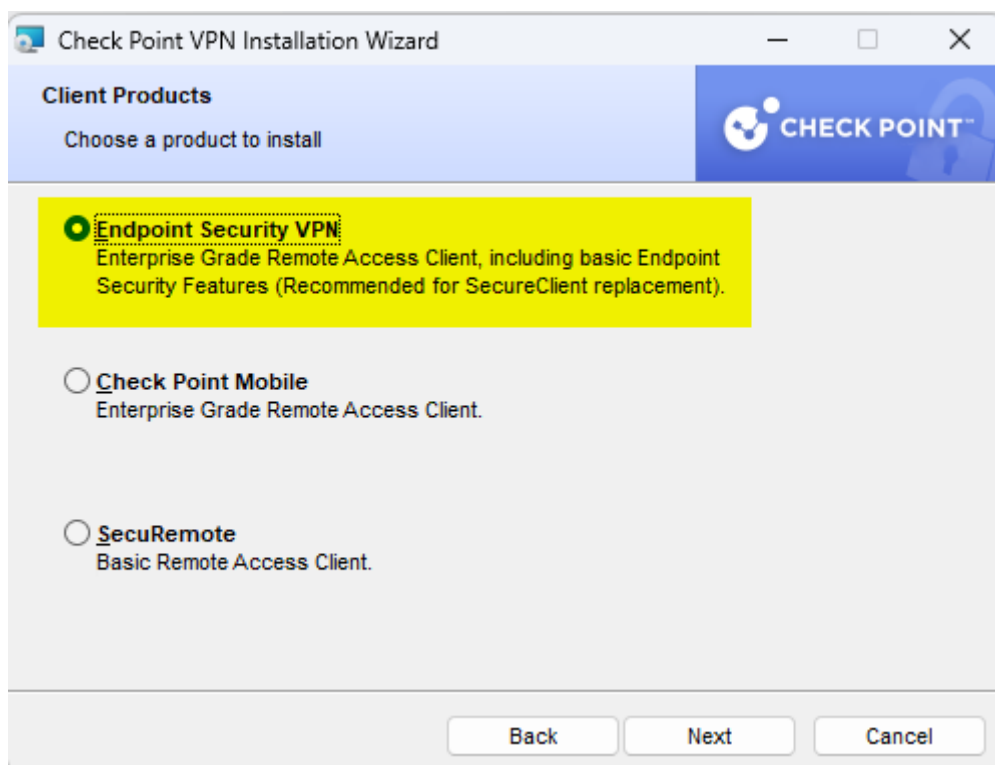 Check Point VPN Installation Wizard
Client Products
Choose a product to install
CHECK POINT™
Endpoint Security VPN
Enterprise Grade Remote Access Client, including basic Endpoint
Security Features (Recommended for SecureClient replacement).
Check Point Mobile
Enterprise Grade Remote Access Client.
SecuRemote
Basic Remote Access Client.
Back
Next
Cancel